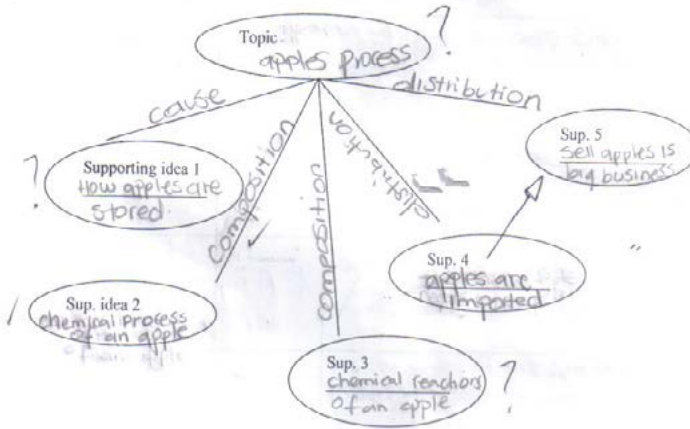 Topic
?
apples process
cause
composition
composition
distribution
distribution
Supporting idea 1
How apples are
stored
?
Sup. idea 2
chemical process
of an apple
Sup. 3
chemical reactors
of an apple
?
Sup. 4
apples are
imported
Sup. 5
sell apples is
big business